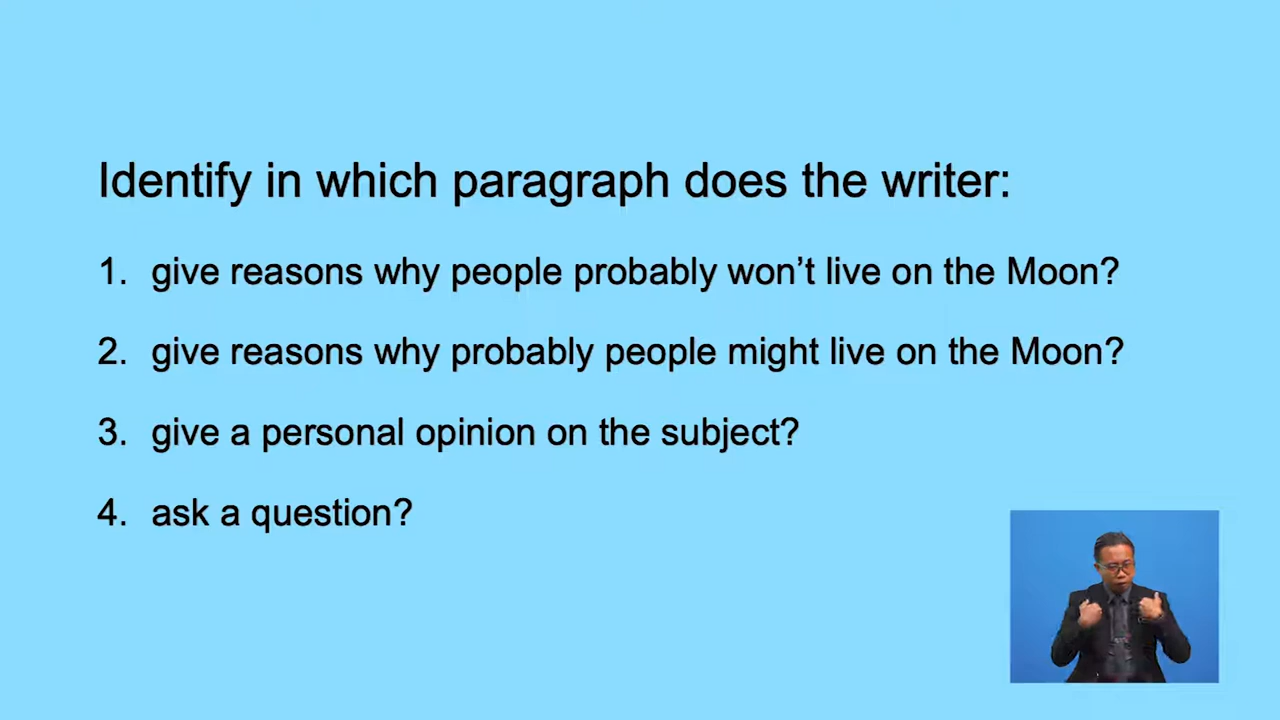 Identify in which paragraph does the writer:
1. give reasons why people probably won’t live on the Moon?
2. give reasons why probably people might live on the Moon?
3. give a personal opinion on the subject?
4. ask a question?